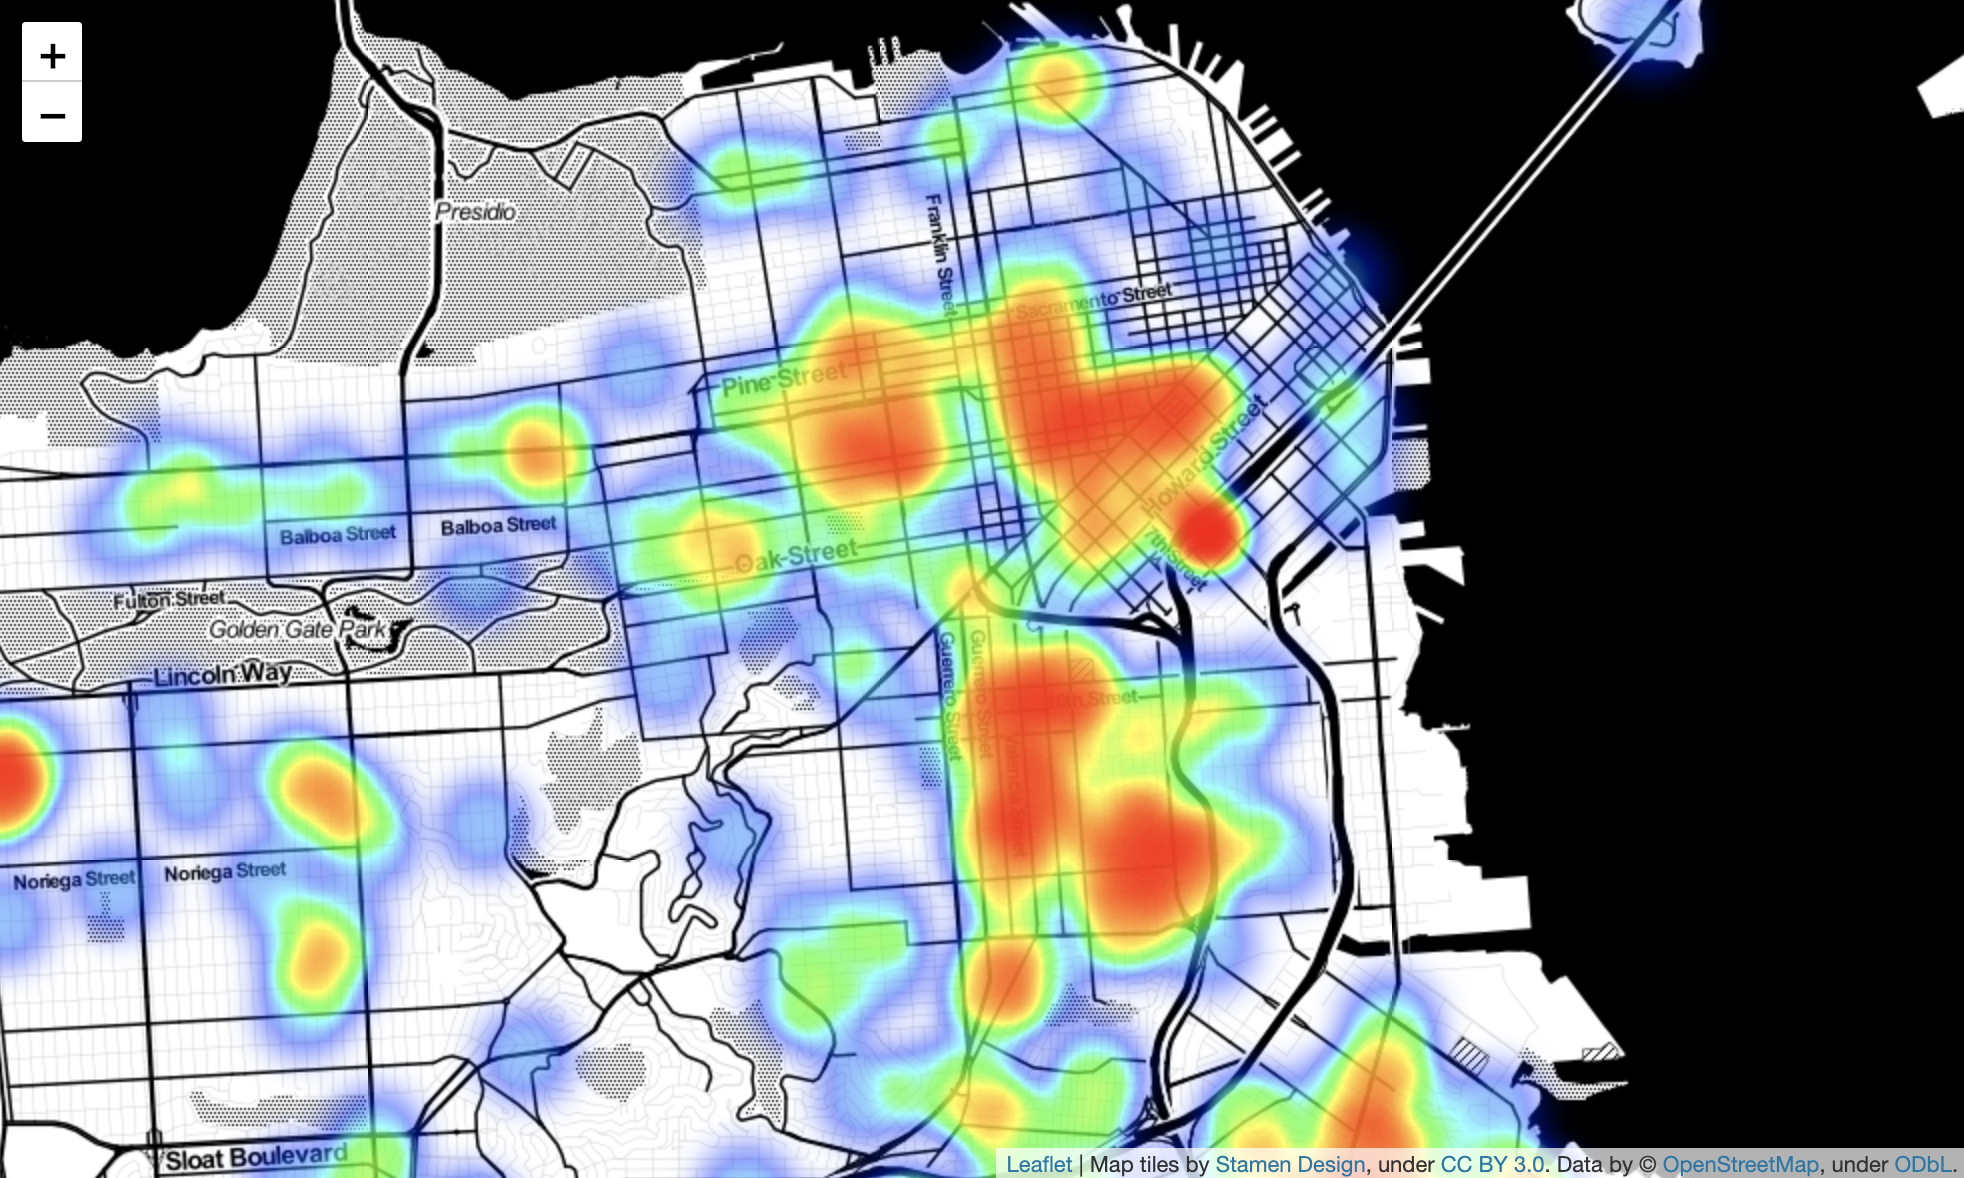 +
−
Presidio
Franklin Street
Sacramento Street
Pine Street
Howard Street
Balboa Street
Balboa Street
Oak Street
7th Street
Fulton Street
Golden Gate Park
Lincoln Way
Guerrero Street
Guerrero Street
Street
Valencia Street
Noriega Street
Noriega Street
Sloat Boulevard
Leaflet | Map tiles by Stamen Design, under CC BY 3.0. Data by © OpenStreetMap, under ODbL.